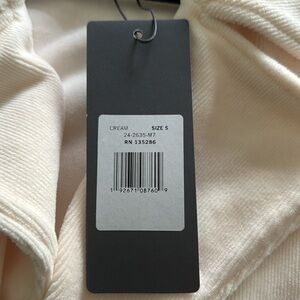 CREAM SIZE S
24-2635-M7
RN 135286
1 92671 08760 9